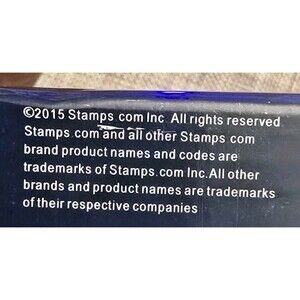 ©2015 Stamps.com Inc. All rights reserved.
Stamps.com and all other Stamps.com
brand product names and codes are
trademarks of Stamps.com Inc. All other
brands and product names are trademarks
of their respective companies